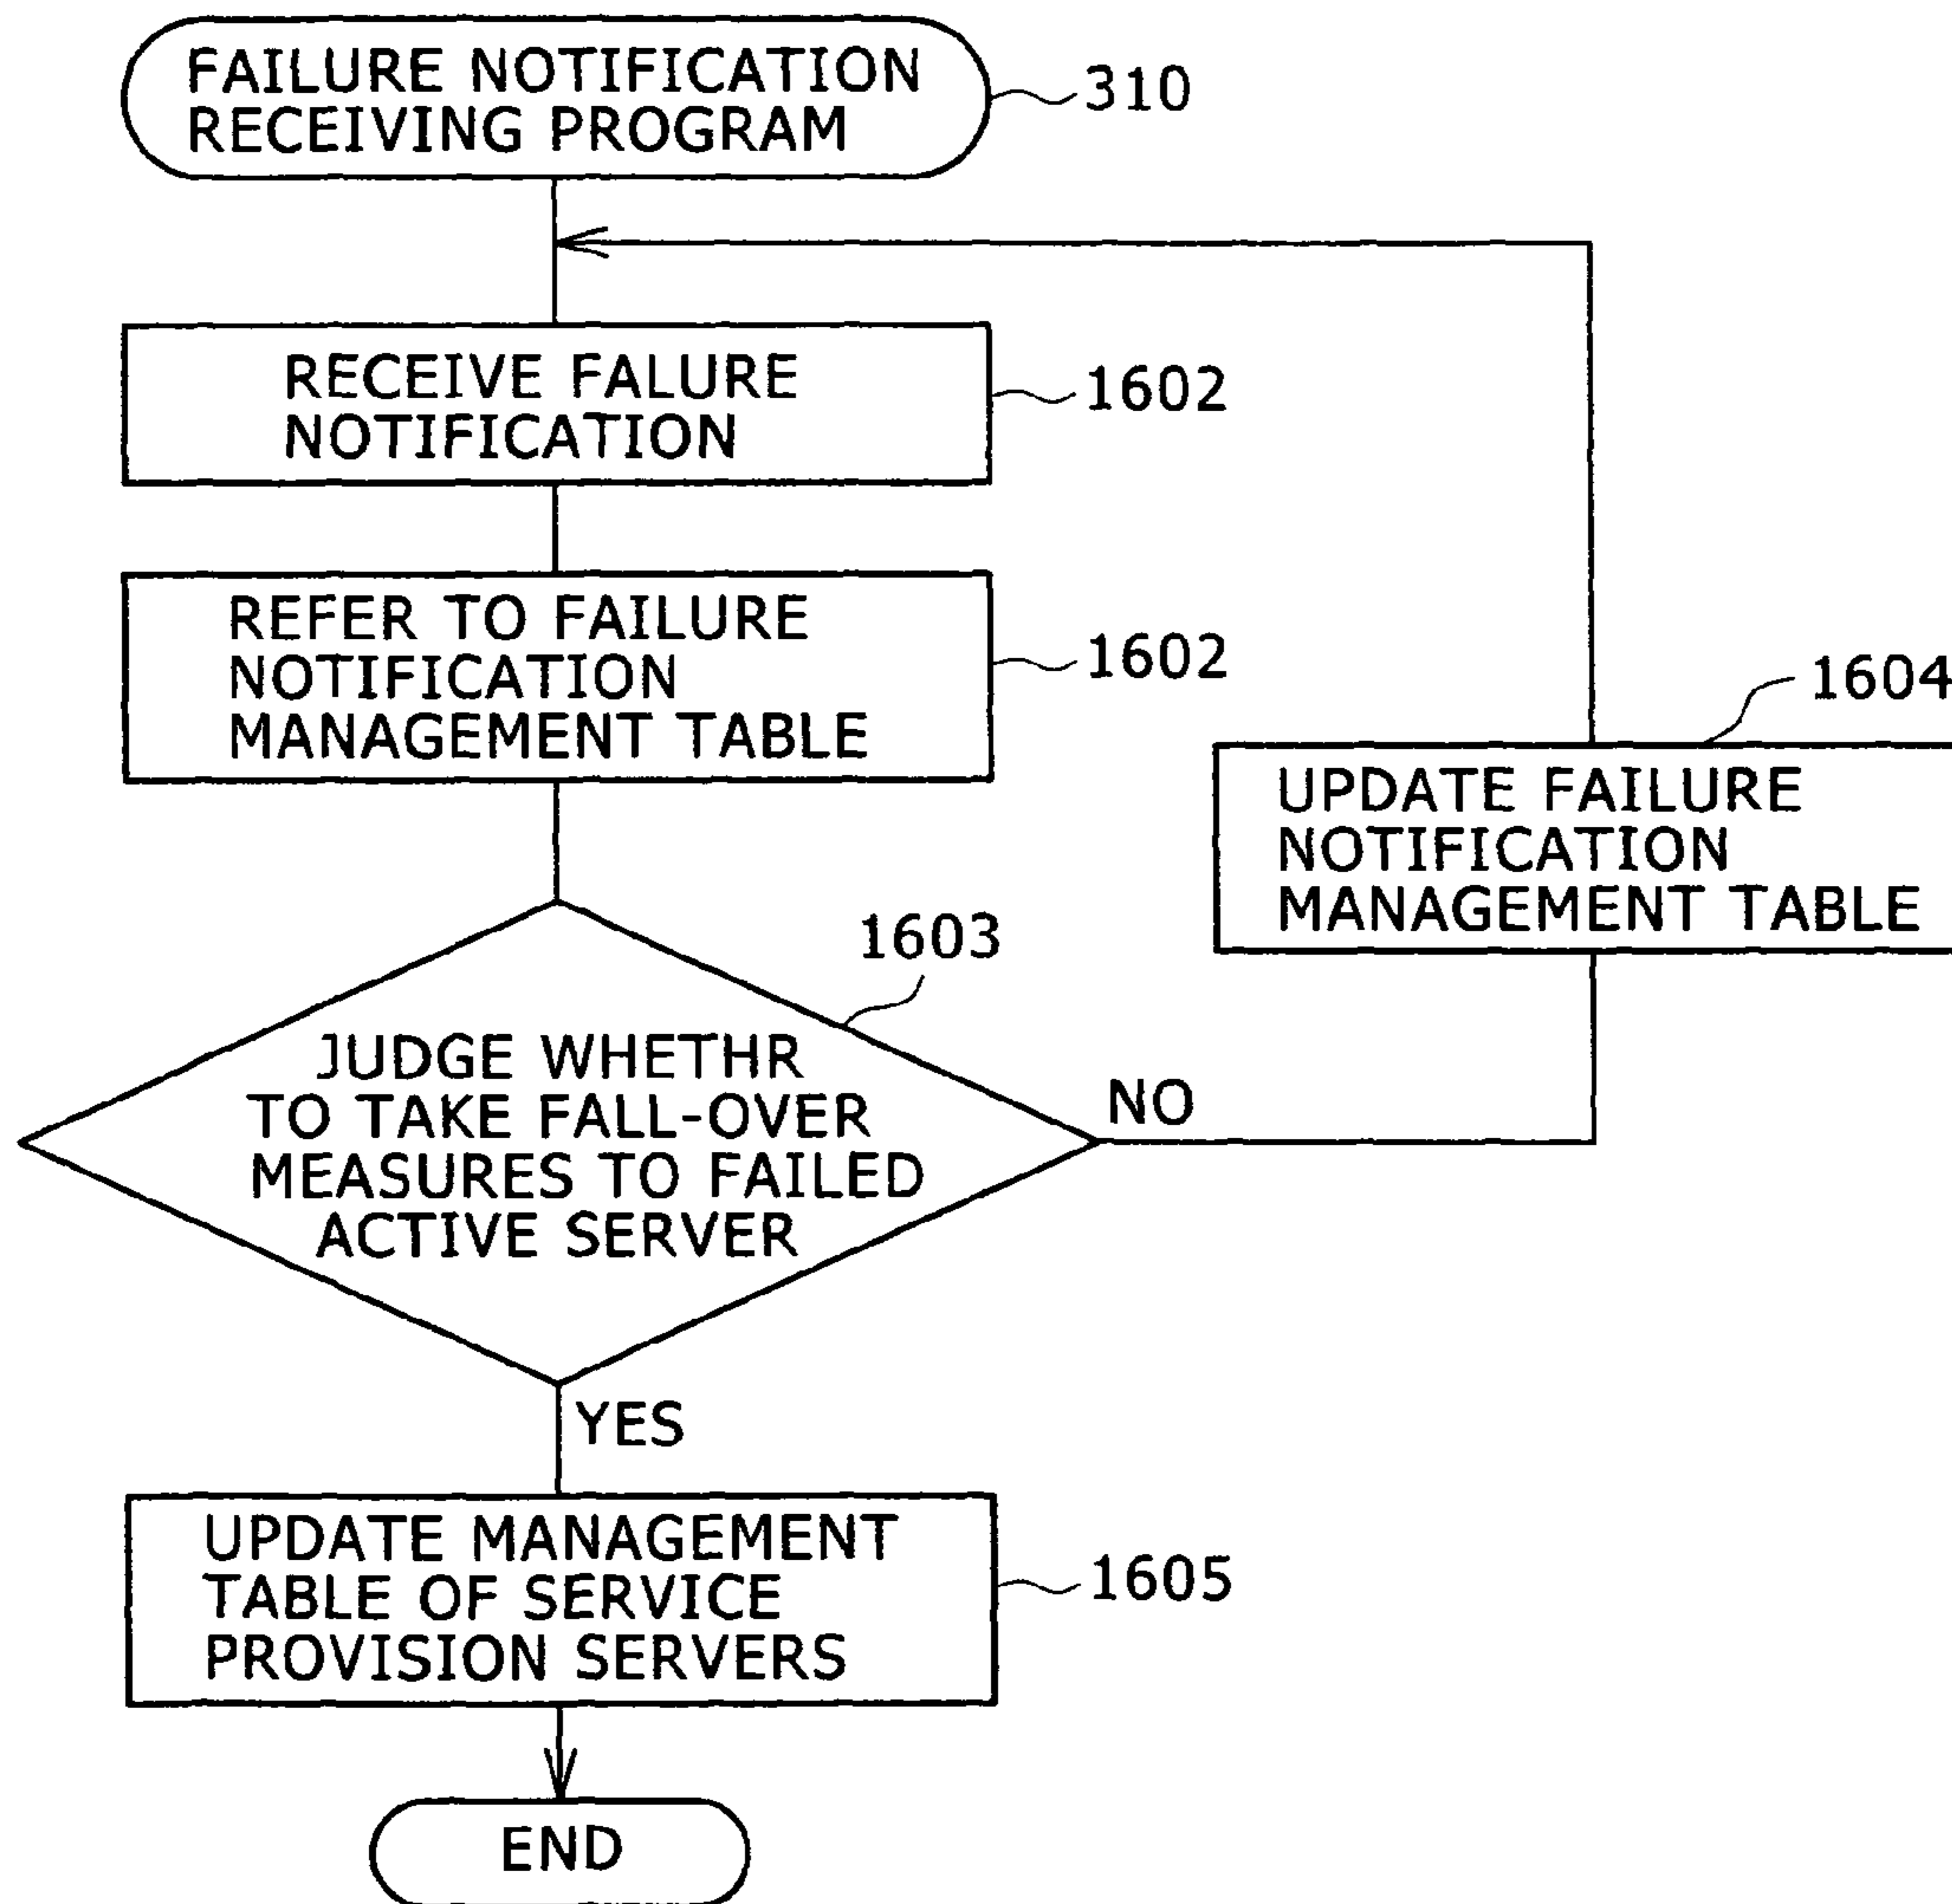 FAILURE NOTIFICATION
RECEIVING PROGRAM
310
RECEIVE FALURE
NOTIFICATION
1602
REFER TO FAILURE
NOTIFICATION
MANAGEMENT TABLE
1602
1604
UPDATE FAILURE
NOTIFICATION
MANAGEMENT TABLE
1603
JUDGE WHETHR
TO TAKE FALL-OVER
MEASURES TO FAILED
ACTIVE SERVER
NO
YES
UPDATE MANAGEMENT
TABLE OF SERVICE
PROVISION SERVERS
1605
END